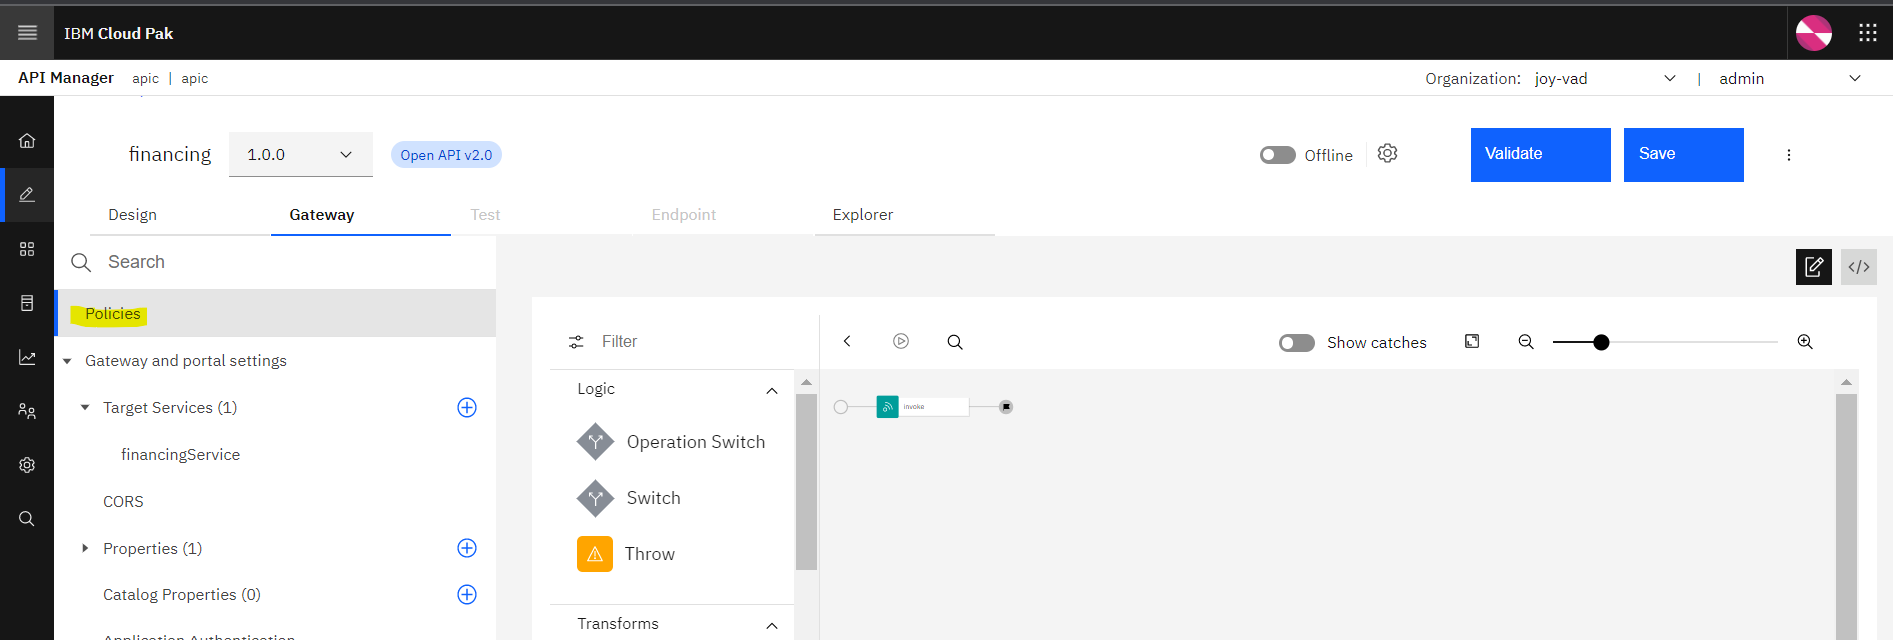 IBM Cloud Pak
API Manager apic | apic
Organization: joy-vad | admin
financing 1.0.0 Open API v2.0
Offline
Validate Save
Design Gateway Test Endpoint Explorer
Search
Policies
Gateway and portal settings
Target Services (1)
financingService
CORS
Properties (1)
Catalog Properties (0)
Application Authentication
Filter
Logic
Operation Switch
Switch
Throw
Transforms
Show catches
invoke